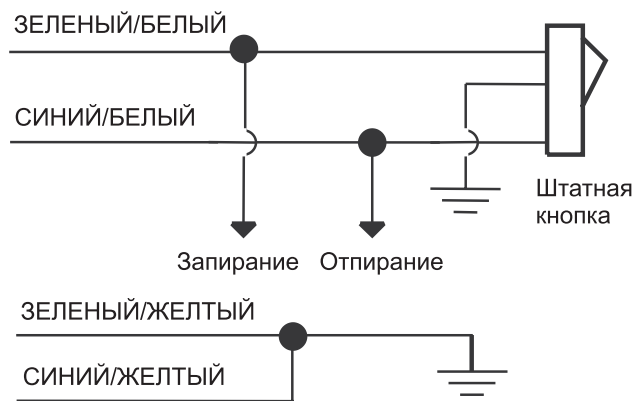 ЗЕЛЕНЫЙ/БЕЛЫЙ
СИНИЙ/БЕЛЫЙ
Штатная
кнопка
Запирание Отпирание
ЗЕЛЕНЫЙ/ЖЕЛТЫЙ
СИНИЙ/ЖЕЛТЫЙ